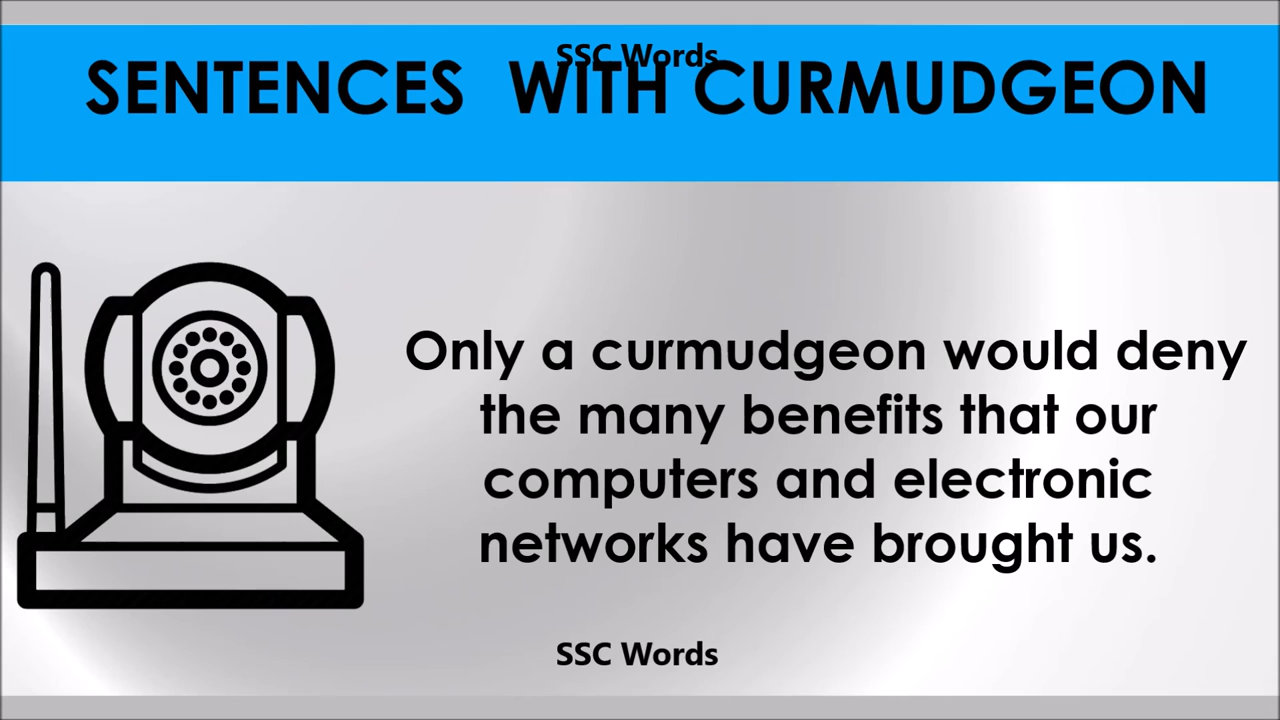 SSC Words
SENTENCES WITH CURMUDGEON
Only a curmudgeon would deny
the many benefits that our
computers and electronic
networks have brought us.
SSC Words